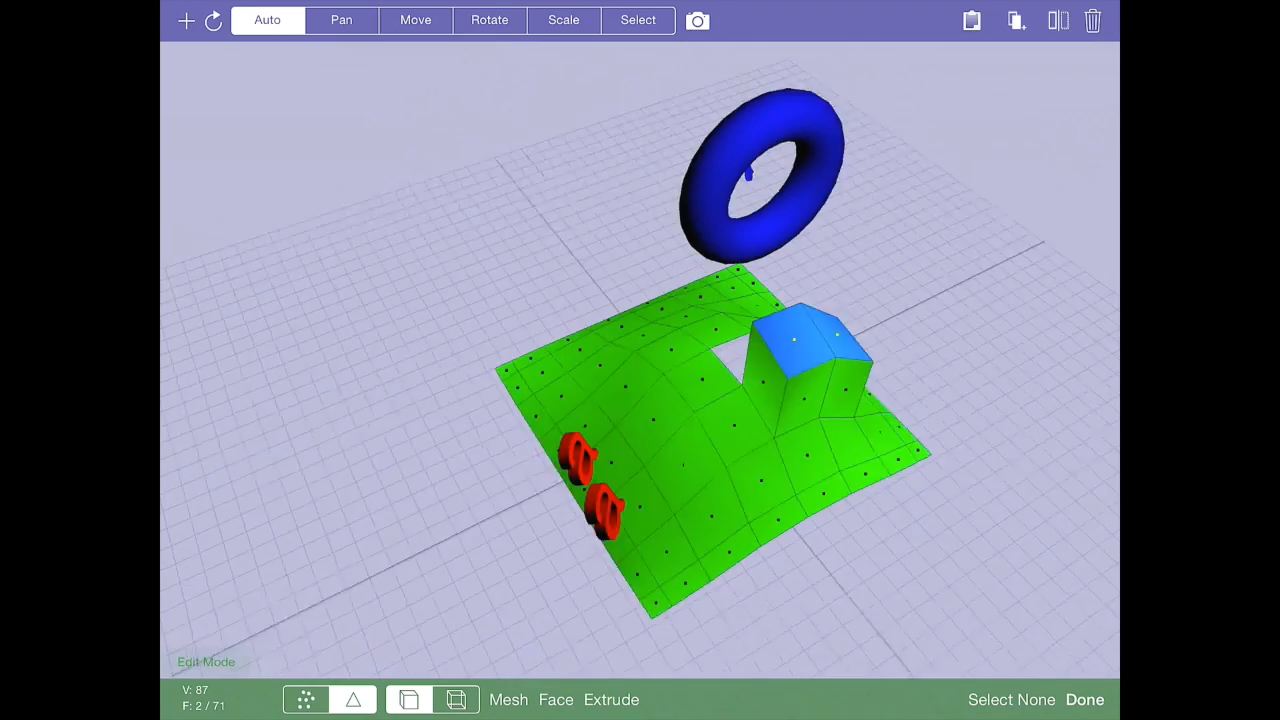 Auto Pan Move Rotate Scale Select
Edit Mode
V: 87
F: 2 / 71
Mesh Face Extrude Select None Done